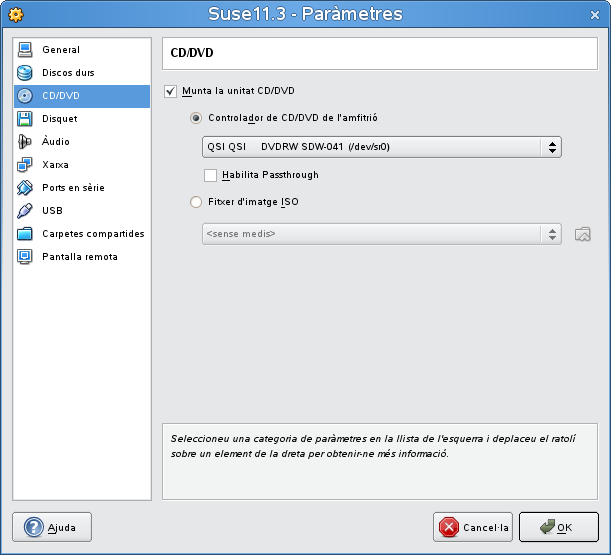 Suse11.3 - Paràmetres
General
Discos durs
CD/DVD
Disquet
Àudio
Xarxa
Ports en sèrie
USB
Carpetes compartides
Pantalla remota
CD/DVD
Munta la unitat CD/DVD
Controlador de CD/DVD de l'amfitrió
QSI QSI DVDRW SDW-041 (/dev/sr0)
Habilita Passthrough
Fitxer d'imatge ISO
<sense medis>
Seleccioneu una categoria de paràmetres en la llista de l'esquerra i desplaceu el ratolí
sobre un element de la dreta per obtenir-ne més informació.
Ajuda
Cancel·la
OK